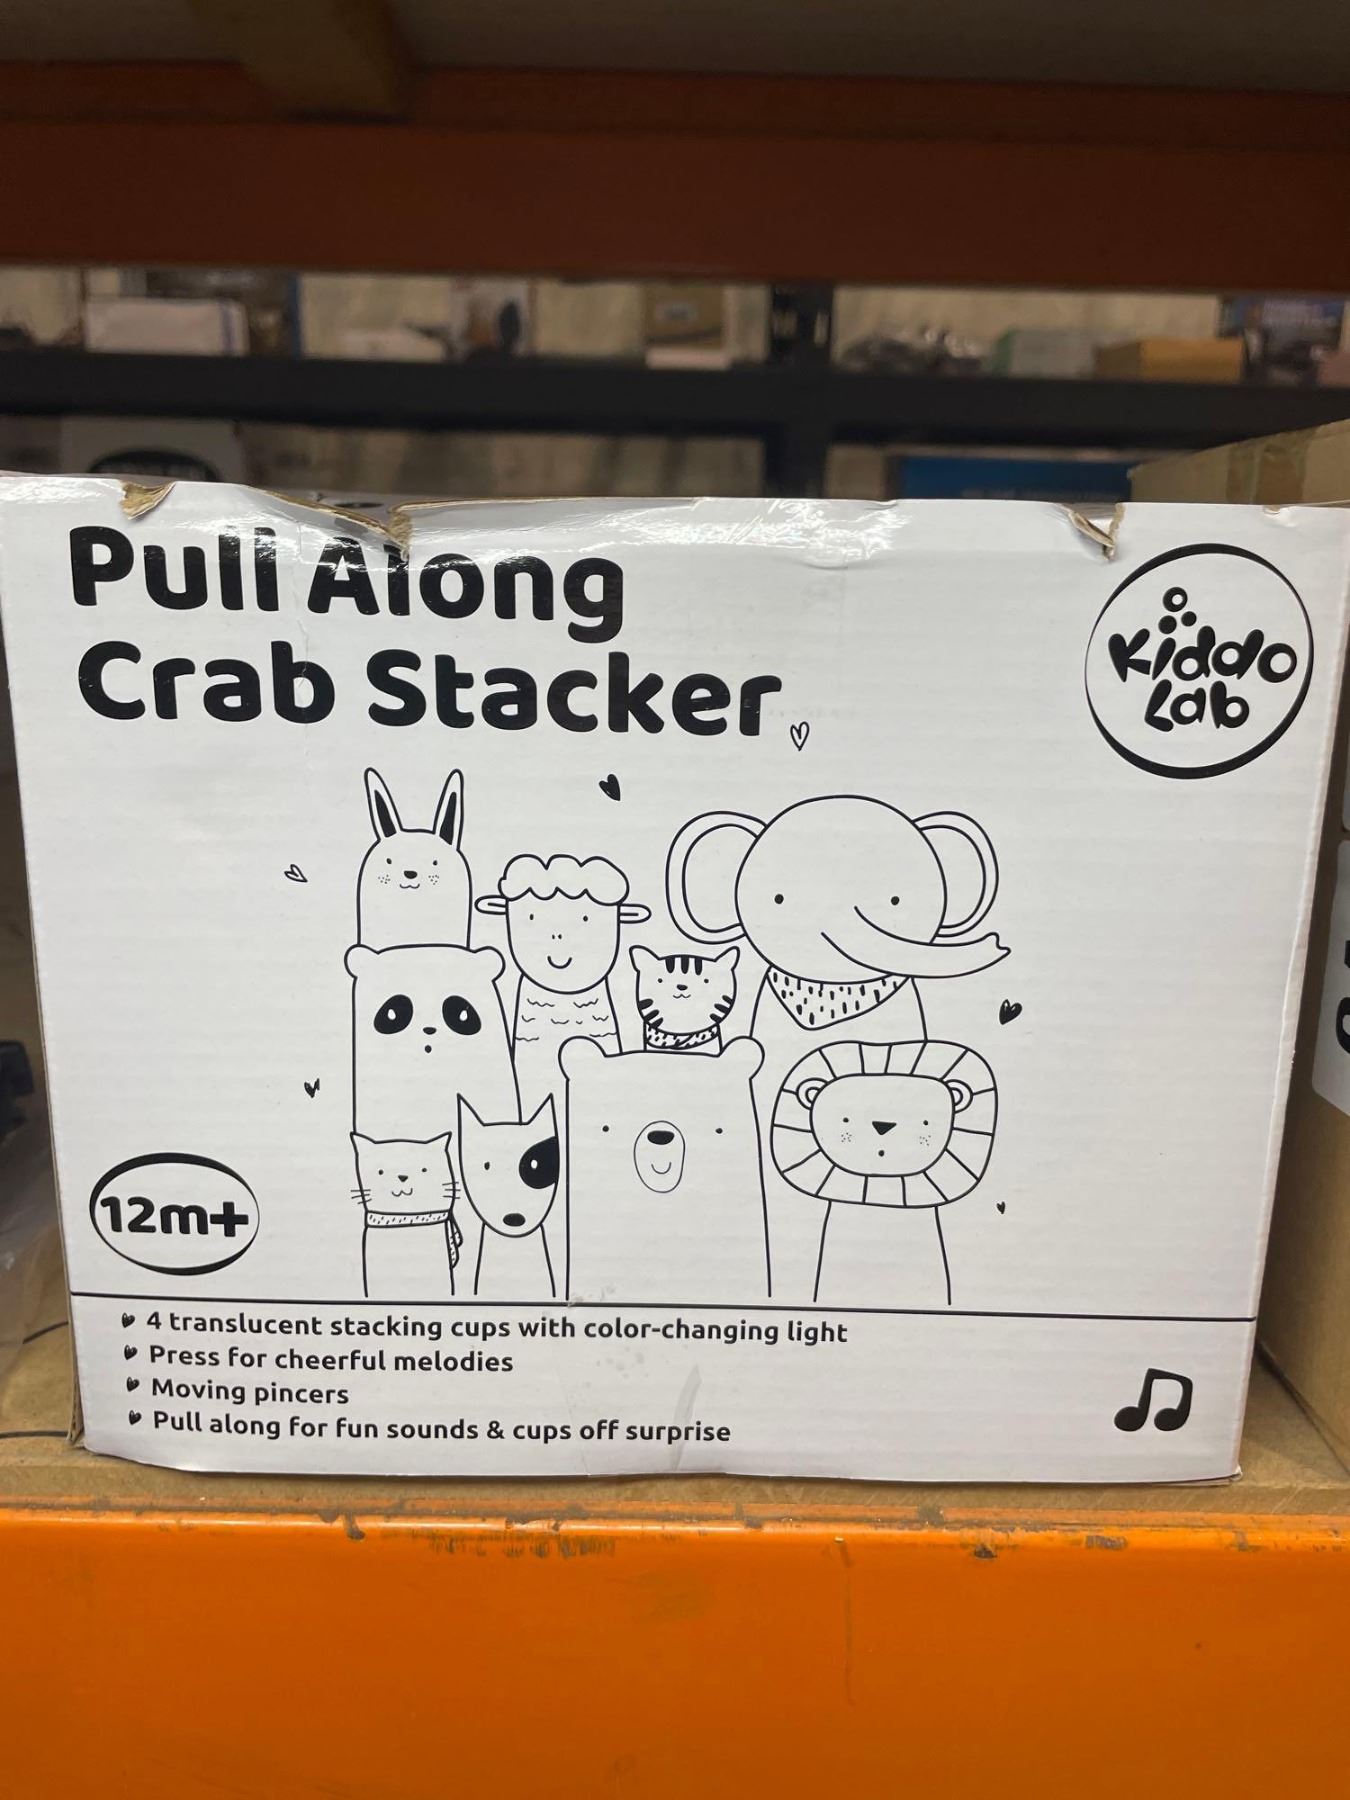 Pull Along
Crab Stacker
Kiddo
Lab
12m+
4 translucent stacking cups with color-changing light
Press for cheerful melodies
Moving pincers
Pull along for fun sounds & cups off surprise